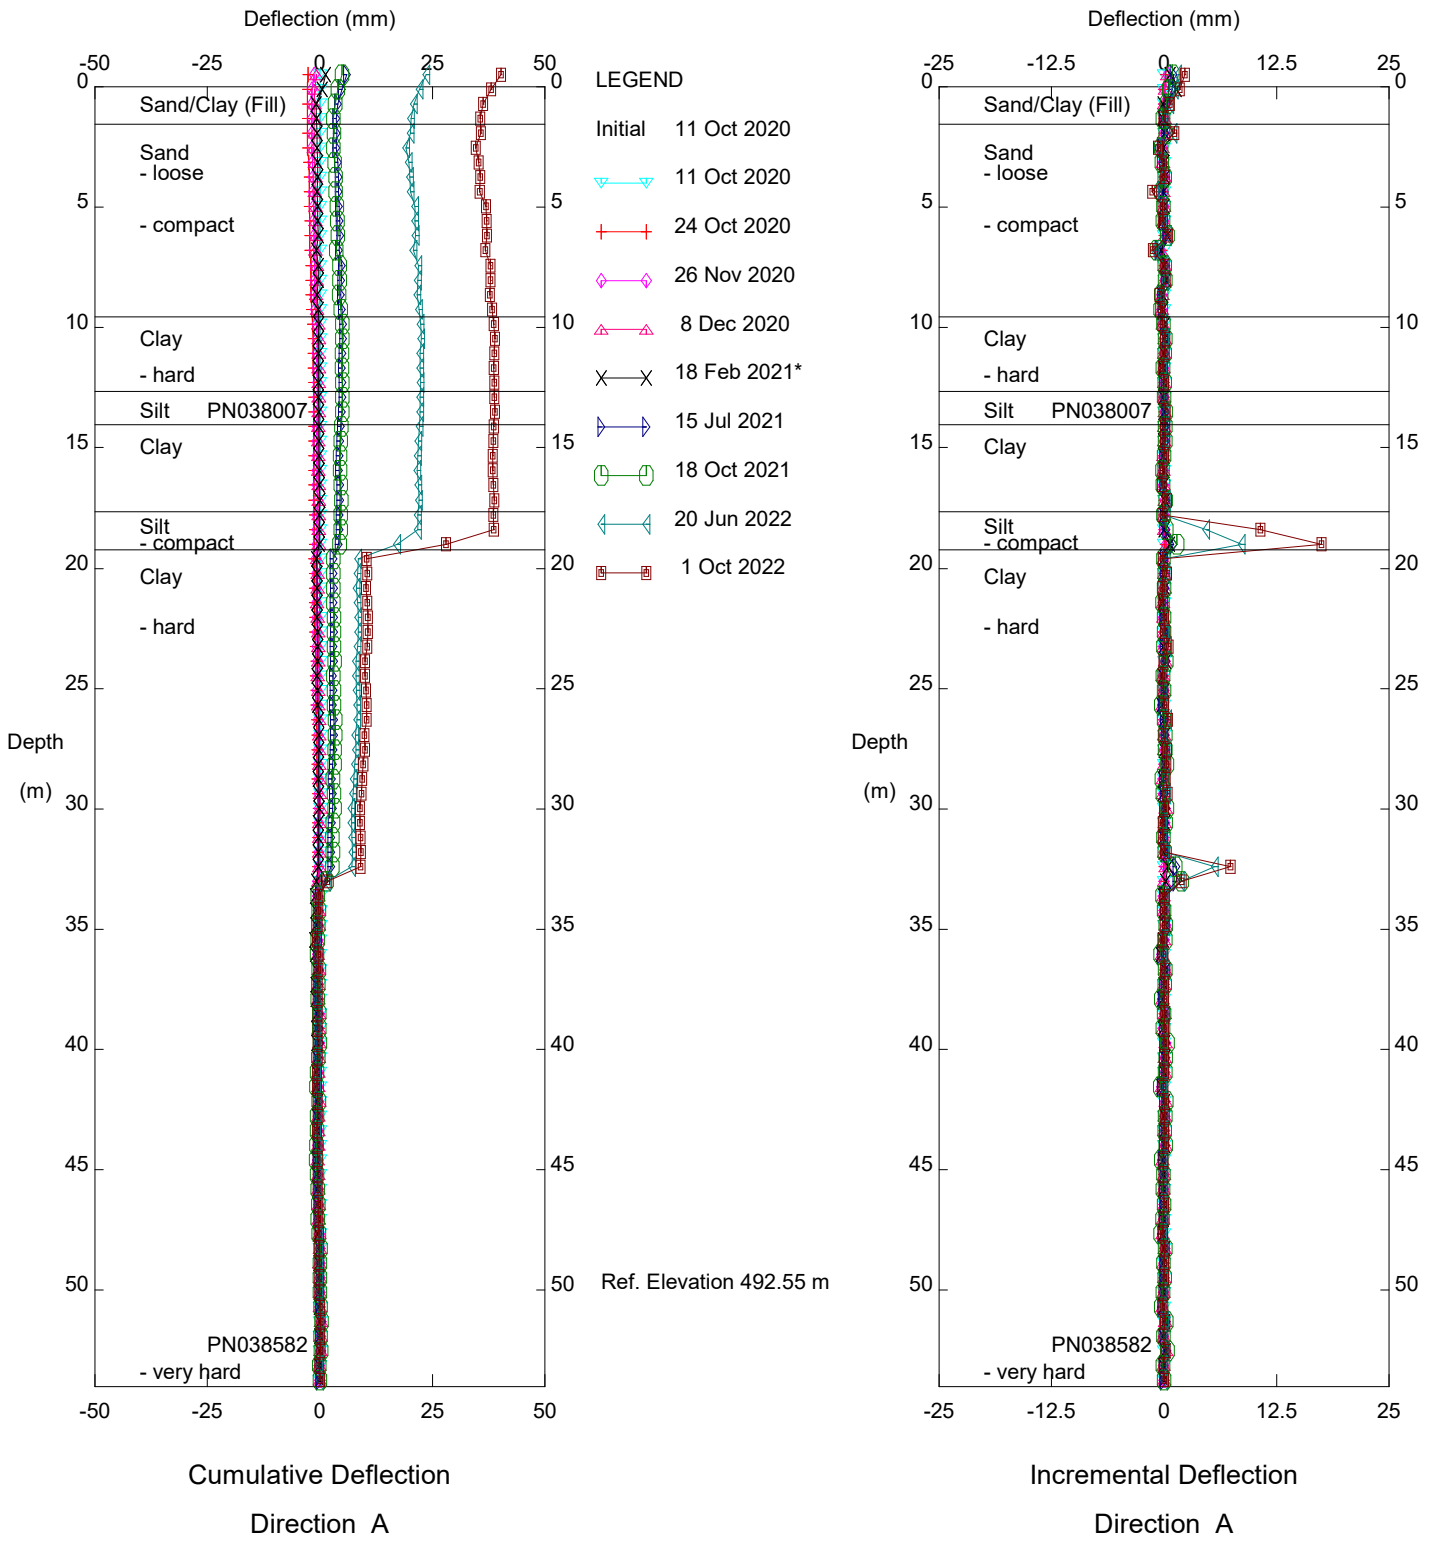 Deflection (mm)
-50 -25 0 25 50
0 0
Sand/Clay (Fill)
Sand
- loose
5 5
- compact
10 10
Clay
- hard
Silt PN038007
15 15
Clay
Silt
- compact
20 20
Clay
- hard
25 25
Depth
(m)
30 30
35 35
40 40
45 45
50 50
PN038582
- very hard
-50 -25 0 25 50
Cumulative Deflection
Direction A
LEGEND
Initial 11 Oct 2020
11 Oct 2020
24 Oct 2020
26 Nov 2020
8 Dec 2020
18 Feb 2021*
15 Jul 2021
18 Oct 2021
20 Jun 2022
1 Oct 2022
Ref. Elevation 492.55 m
Deflection (mm)
-25 -12.5 0 12.5 25
0 0
Sand/Clay (Fill)
Sand
- loose
5 5
- compact
10 10
Clay
- hard
Silt PN038007
15 15
Clay
Silt
- compact
20 20
Clay
- hard
25 25
Depth
(m)
30 30
35 35
40 40
45 45
50 50
PN038582
- very hard
-25 -12.5 0 12.5 25
Incremental Deflection
Direction A